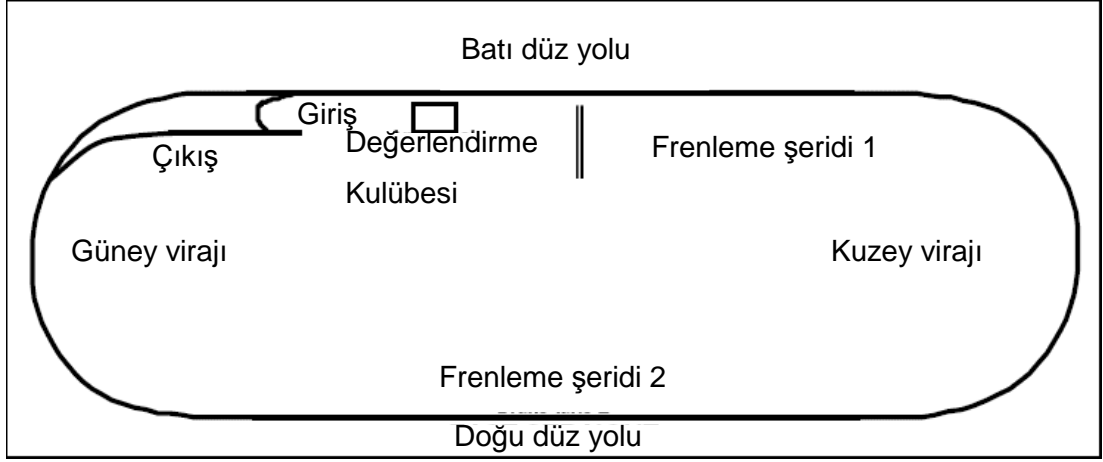 Batı düz yolu
Giriş
Değerlendirme
Kulübesi
Frenleme şeridi 1
Çıkış
Güney virajı
Kuzey virajı
Frenleme şeridi 2
Doğu düz yolu